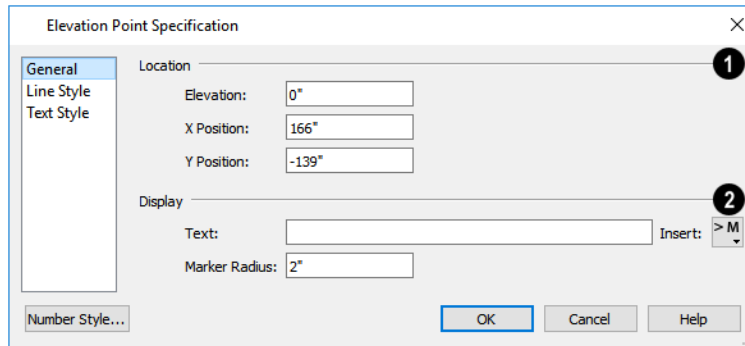 Elevation Point Specification
General
Line Style
Text Style
Location
1
Elevation: 0"
X Position: 166"
Y Position: -139"
Display
2
Text: Insert: > M
Marker Radius: 2"
Number Style... OK Cancel Help